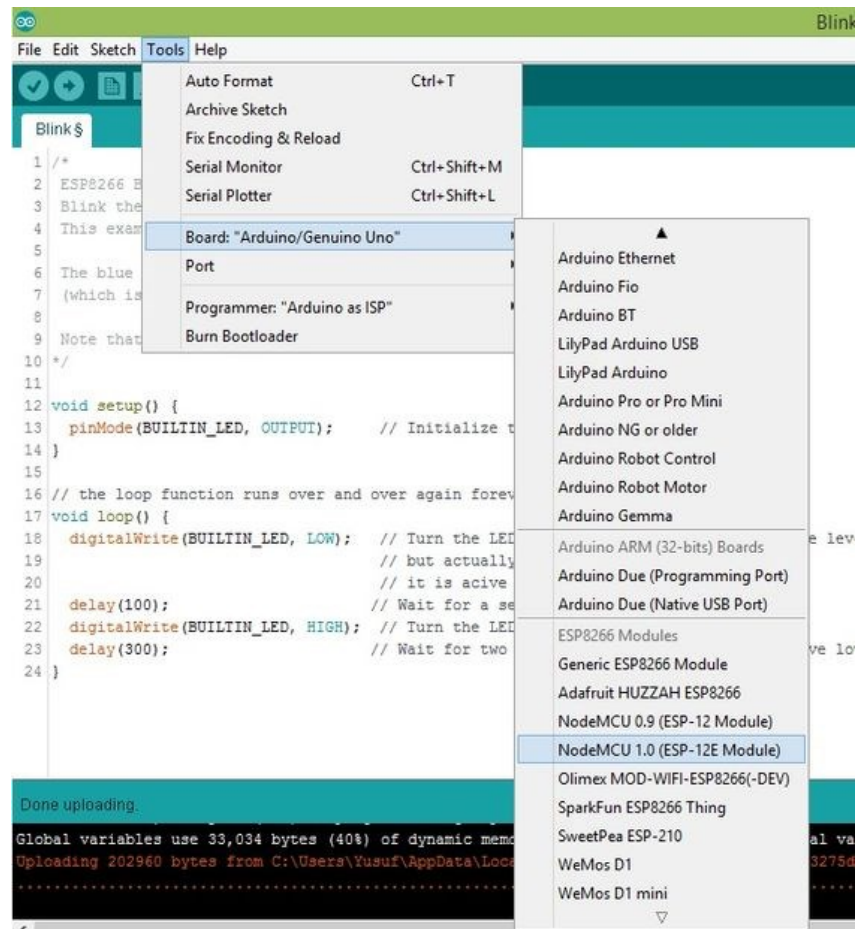 Blink
File Edit Sketch Tools Help
Auto Format Ctrl+T
Archive Sketch
Fix Encoding & Reload
Serial Monitor Ctrl+Shift+M
Serial Plotter Ctrl+Shift+L
Board: "Arduino/Genuino Uno"
Port
Programmer: "Arduino as ISP"
Burn Bootloader
Arduino Ethernet
Arduino Fio
Arduino BT
LilyPad Arduino USB
LilyPad Arduino
Arduino Pro or Pro Mini
Arduino NG or older
Arduino Robot Control
Arduino Robot Motor
Arduino Gemma
Arduino ARM (32-bits) Boards
Arduino Due (Programming Port)
Arduino Due (Native USB Port)
ESP8266 Modules
Generic ESP8266 Module
Adafruit HUZZAH ESP8266
NodeMCU 0.9 (ESP-12 Module)
NodeMCU 1.0 (ESP-12E Module)
Olimex MOD-WIFI-ESP8266(-DEV)
SparkFun ESP8266 Thing
SweetPea ESP-210
WeMos D1
WeMos D1 mini
Blink §
1 /*
2 ESP8266 B
3 Blink the
4 This exam
5
6 The blue
7 (which is
8
9 Note that
10 */
11
12 void setup() {
13 pinMode(BUILTIN_LED, OUTPUT); // Initialize t
14 }
15
16 // the loop function runs over and over again forev
17 void loop() {
18 digitalWrite(BUILTIN_LED, LOW); // Turn the LED e lev
19 // but actually
20 // it is acive
21 delay(100); // Wait for a se
22 digitalWrite(BUILTIN_LED, HIGH); // Turn the LED
23 delay(300); // Wait for two ve lo
24 }
Done uploading.
Global variables use 33,034 bytes (40%) of dynamic memo al va
Uploading 202960 bytes from C:\Users\Yusuf\AppData\Loca 3275d